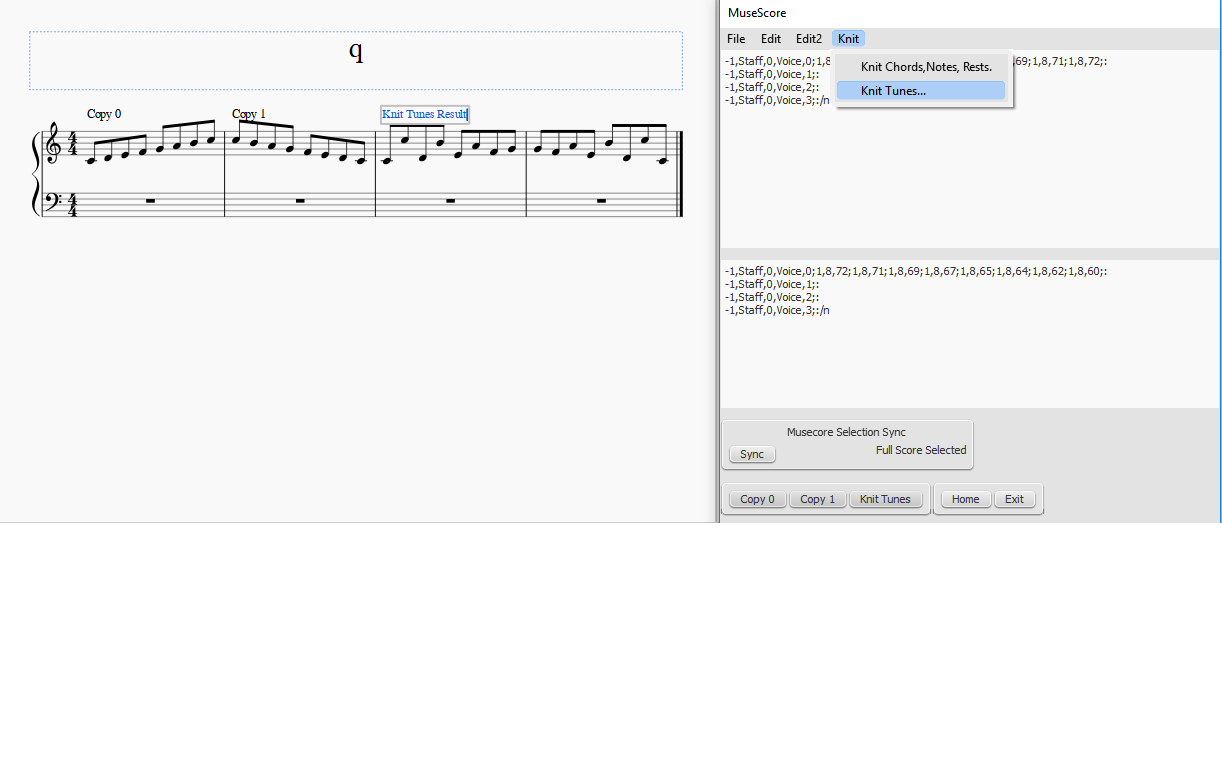 q
Copy 0
Copy 1
Knit Tunes Result
MuseScore
File Edit Edit2 Knit
Knit Chords,Notes, Rests.
Knit Tunes...
-1,Staff,0,Voice,0;1,8 69;1,8,71;1,8,72;:
-1,Staff,0,Voice,1;:
-1,Staff,0,Voice,2;:
-1,Staff,0,Voice,3;:/n
-1,Staff,0,Voice,0;1,8,72;1,8,71;1,8,69;1,8,67;1,8,65;1,8,64;1,8,62;1,8,60;:
-1,Staff,0,Voice,1;:
-1,Staff,0,Voice,2;:
-1,Staff,0,Voice,3;:/n
Musecore Selection Sync
Sync
Full Score Selected
Copy 0 Copy 1 Knit Tunes Home Exit